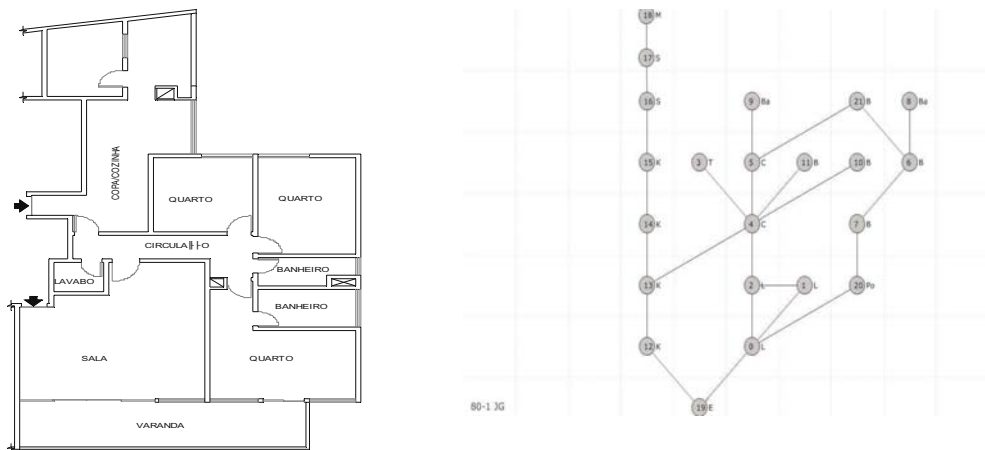 COPA/COZINHA
QUARTO
QUARTO
CIRCULA O
BANHEIRO
LAVABO
BANHEIRO
SALA
QUARTO
VARANDA
18 M
17 S
16 S
9 Ba
21 B
8 Ba
15 K
3 T
5 C
11 B
10 B
6 B
14 K
4 C
7 B
13 K
2 L
1 L
20 Po
12 K
0 L
19 E
80-1 JG